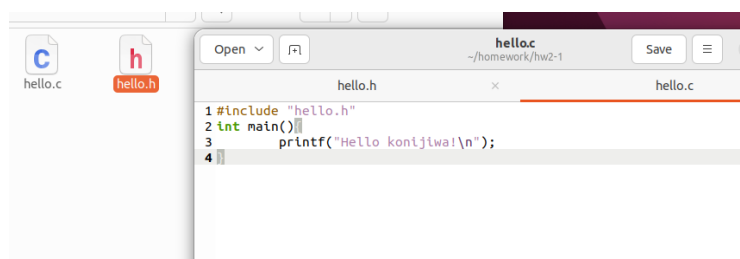 C
hello.c
h
hello.h
Open
hello.c
~/homework/hw2-1
Save
hello.h
hello.c
1 #include "hello.h"
2 int main(){
3 printf("Hello konijiwa!\n");
4 }